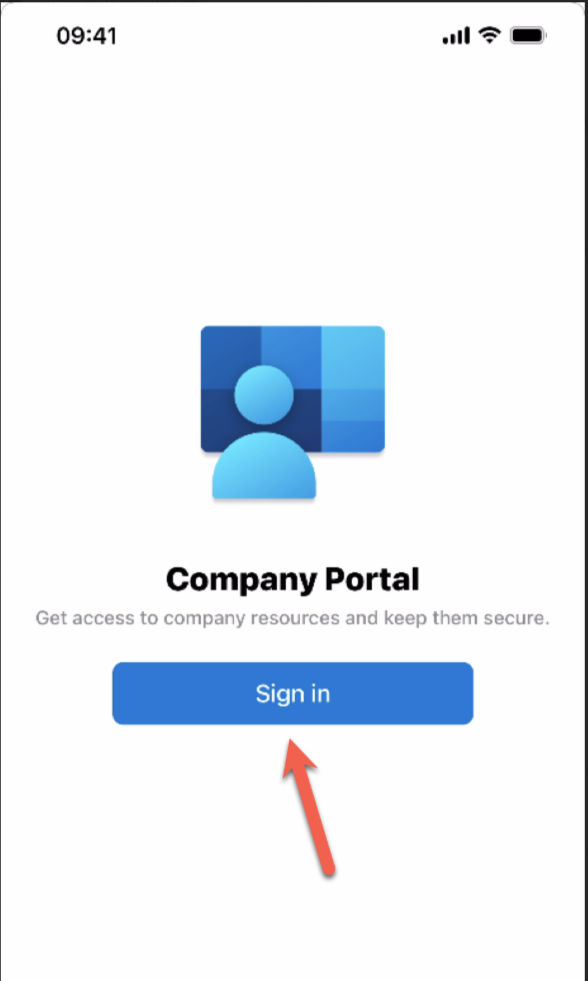 09:41
Company Portal
Get access to company resources and keep them secure.
Sign in